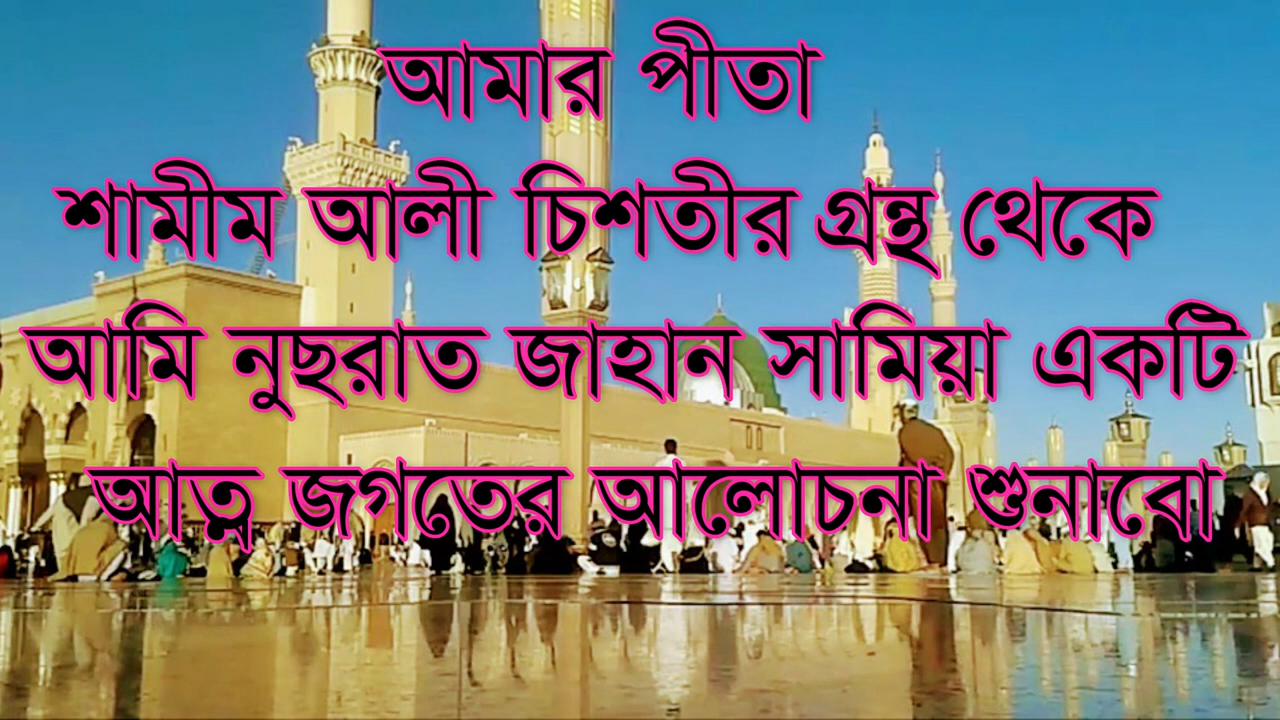 আমার পীতা
শামীম আলী চিশতীর গ্রন্থ থেকে
আমি নুছরাত জাহান সামিয়া একটি
আত্ন জগতের আলোচনা শুনাবো